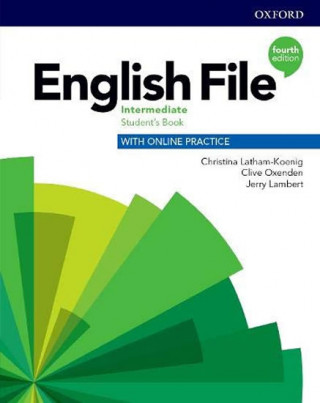 OXFORD
fourth
edition
English File
Intermediate
Student's Book
WITH ONLINE PRACTICE
Christina Latham-Koenig
Clive Oxenden
Jerry Lambert